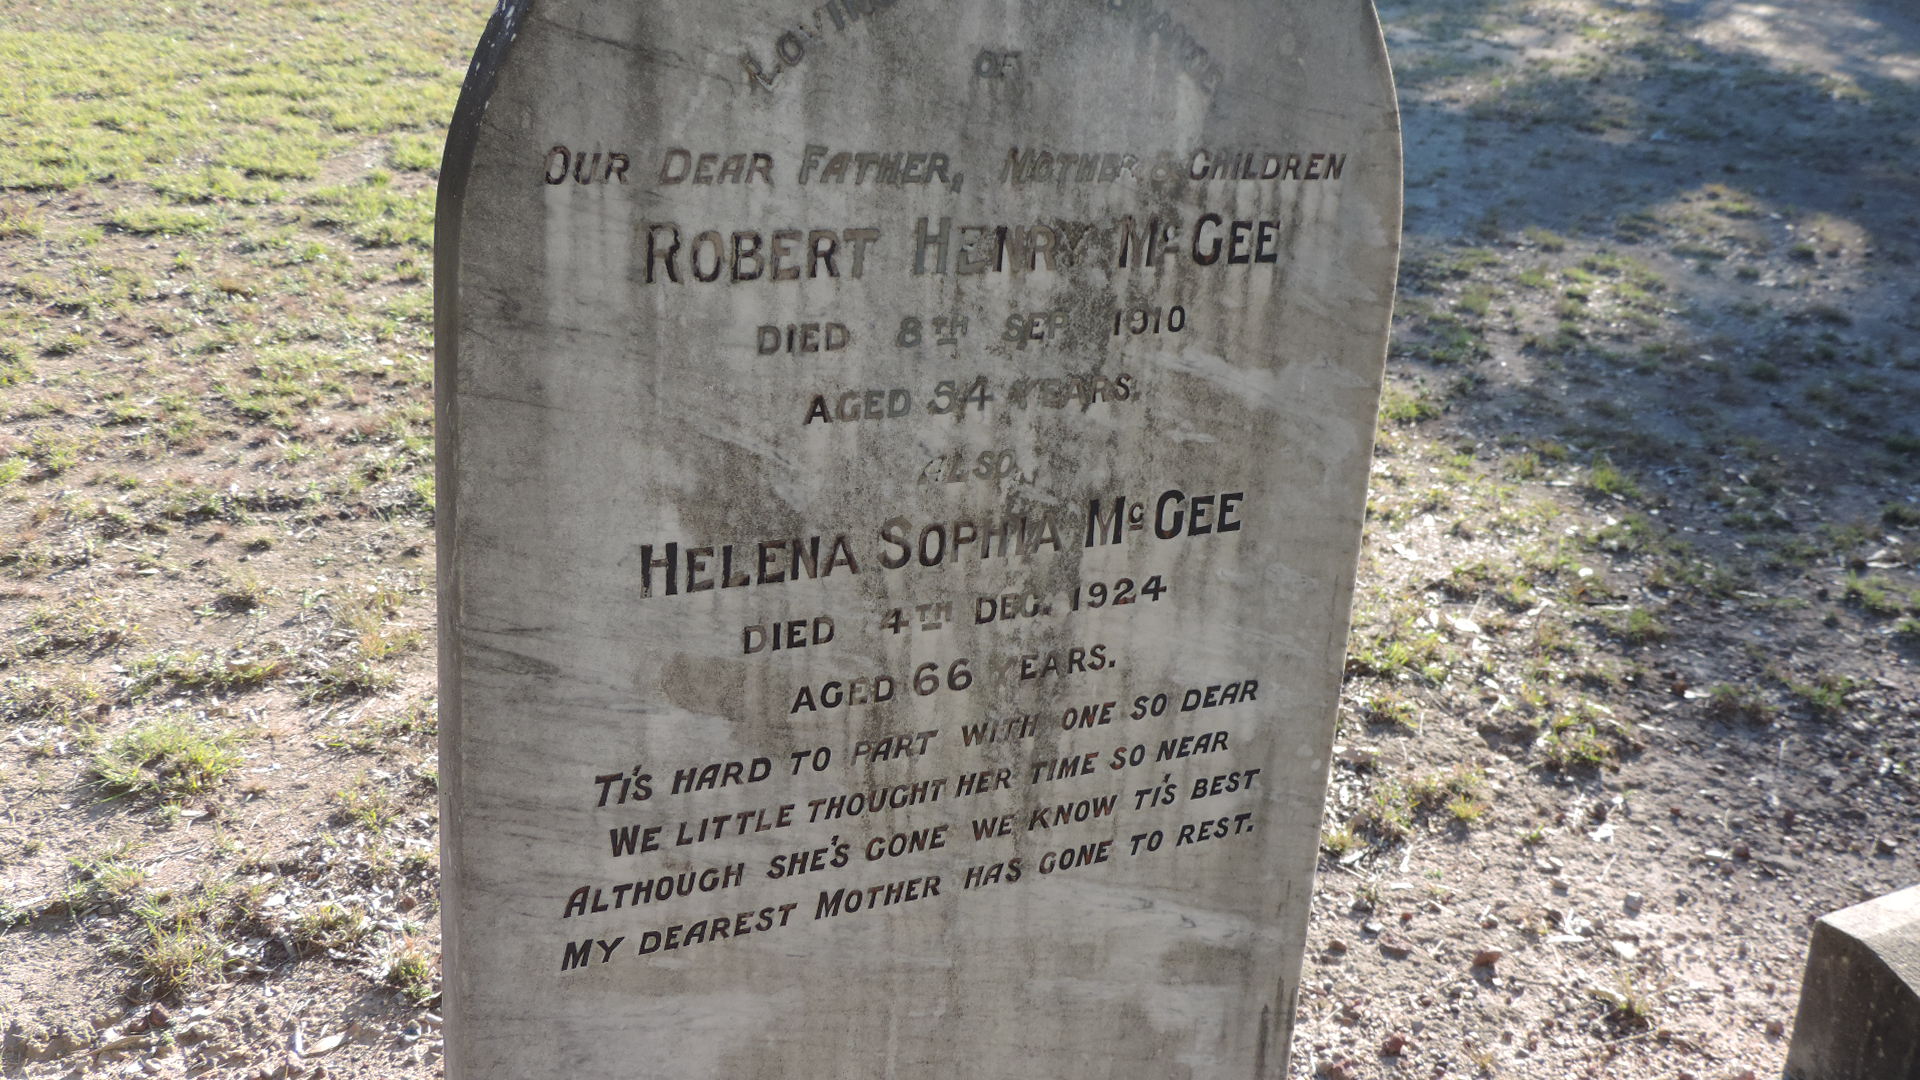 LOVING
OF
OUR DEAR FATHER, MOTHER & CHILDREN
ROBERT HENRY McGEE
DIED 8TH SEP 1910
AGED 54 YEARS.
ALSO
HELENA SOPHIA McGEE
DIED 4TH DEC. 1924
AGED 66 YEARS.
TI'S HARD TO PART WITH ONE SO DEAR
WE LITTLE THOUGHT HER TIME SO NEAR
ALTHOUGH SHE'S GONE WE KNOW TI'S BEST
MY DEAREST MOTHER HAS GONE TO REST.